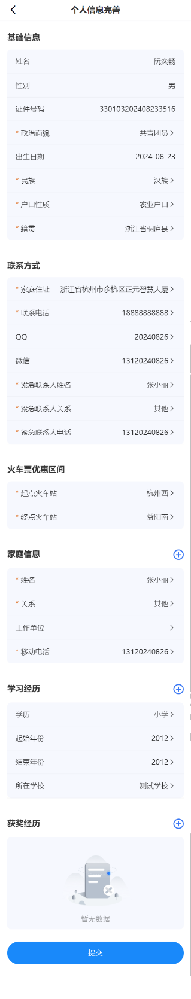 个人信息完善
基础信息
姓名 阮奕畅
性别 男
证件号码 330103202408233516
* 政治面貌 共青团员
出生日期 2024-08-23
* 民族 汉族
* 户口性质 农业户口
* 籍贯 浙江省桐庐县
联系方式
* 家庭住址 浙江省杭州市余杭区正元智慧大厦
* 联系电话 18888888888
QQ 20240826
微信 13120240826
* 紧急联系人姓名 张小丽
* 紧急联系人关系 其他
* 紧急联系人电话 13120240826
火车票优惠区间
* 起点火车站 杭州西
* 终点火车站 益阳南
家庭信息
* 姓名 张小丽
* 关系 其他
工作单位
* 移动电话 13120240826
学习经历
学历 小学
起始年份 2012
结束年份 2012
所在学校 测试学校
获奖经历
暂无数据
提交